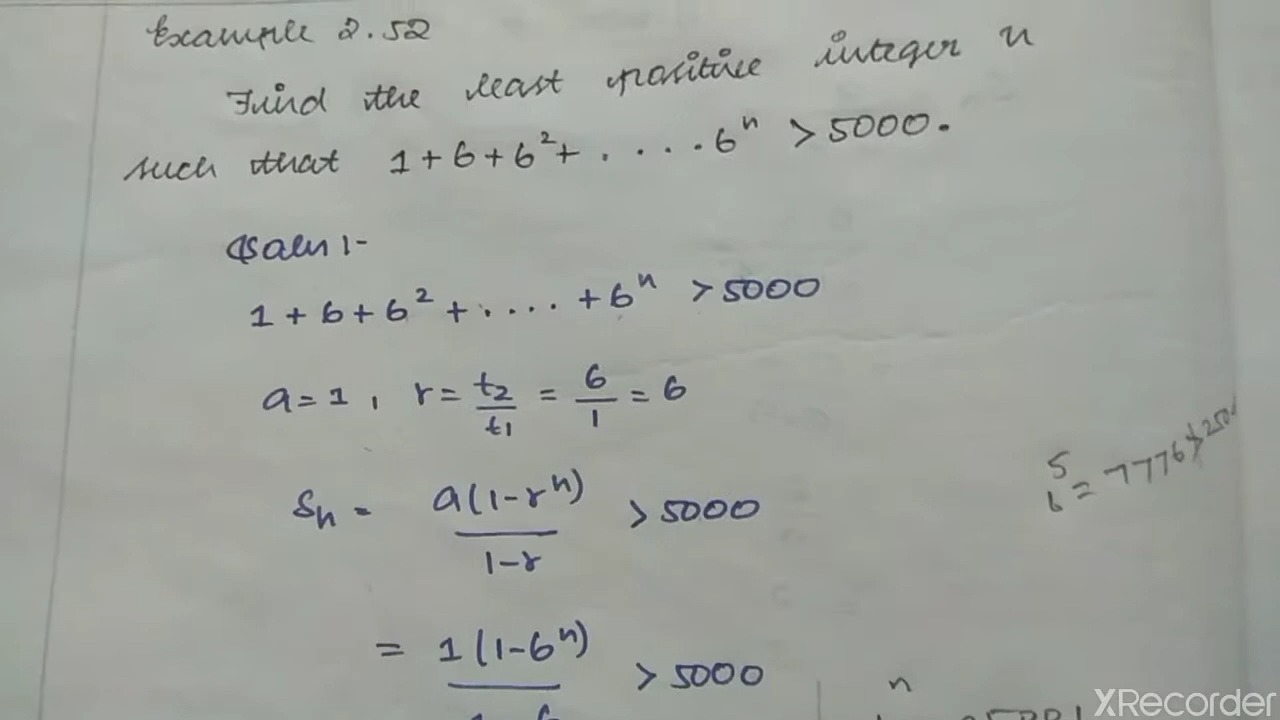 Example 2.52
Find the least positive integer n
such that 1+6+6²+.....6ⁿ >5000.
Soln:-
1+6+6²+.....+6ⁿ >5000
a=1, r= t₂/t₁ = 6/1 = 6
6⁵ = 7776>
Sₙ = a(1-rⁿ)/1-r >5000
= 1(1-6ⁿ)/1-6 >5000
n
XRecorder